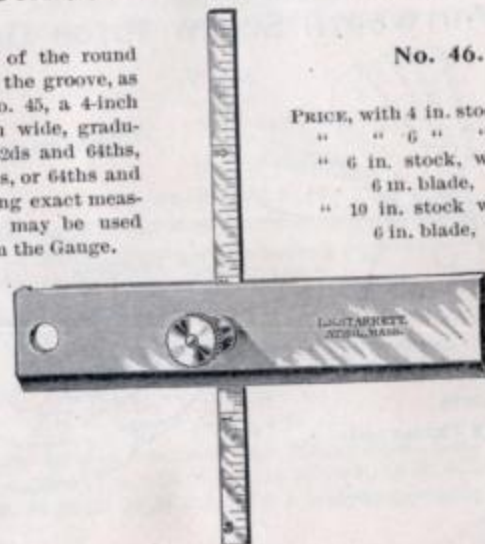 of the round
the groove, as
o. 45, a 4-inch
wide, gradu-
2ds and 64ths,
s, or 64ths and
ng exact meas-
may be used
n the Gauge.
No. 46.
PRICE, with 4 in. stoc
" " 6 " "
" 6 in. stock, w
6 in. blade,
" 10 in. stock w
6 in. blade,
L.S. STARRETT.
ATHOL, MASS.